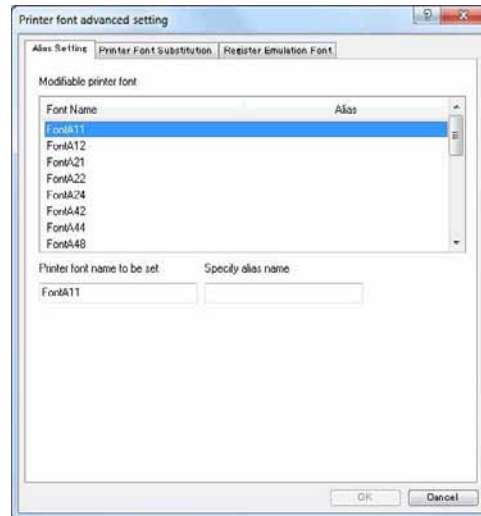 Printer font advanced setting
Alias Setting Printer Font Substitution Register Emulation Font
Modifiable printer font
Font Name Alias
FontA11
FontA12
FontA21
FontA22
FontA24
FontA42
FontA44
FontA48
Printer font name to be set Specify alias name
FontA11
OK Cancel